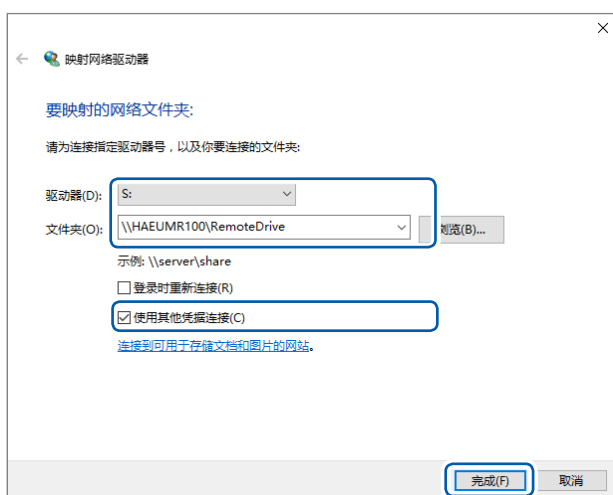 映射网络驱动器
要映射的网络文件夹:
请为连接指定驱动器号，以及你要连接的文件夹:
驱动器(D): S:
文件夹(O): \\HAEUMR100\RemoteDrive 浏览(B)...
示例: \\server\share
登录时重新连接(R)
使用其他凭据连接(C)
连接到可用于存储文档和图片的网站。
完成(F) 取消